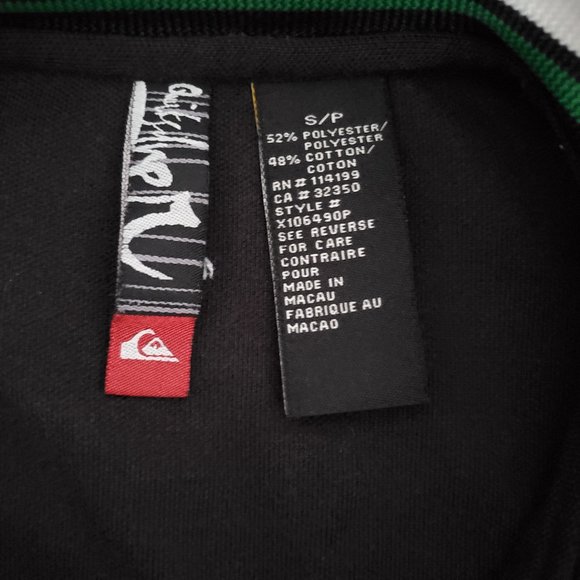 Quiksilver
S/P
52% POLYESTER/
POLYESTER
48% COTTON/
COTON
RN # 114199
CA # 32350
STYLE #
X106490P
SEE REVERSE
FOR CARE
CONTRAIRE
POUR
MADE IN
MACAU
FABRIQUE AU
MACAO